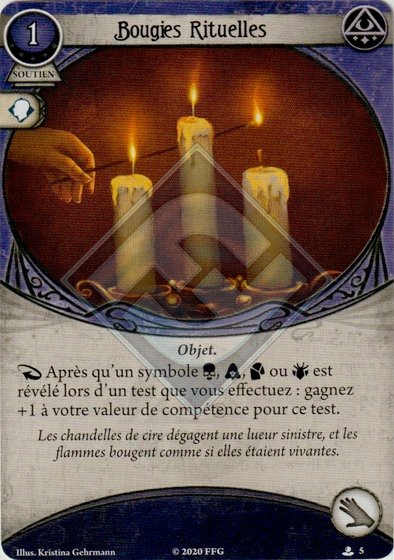 1
Bougies Rituelles
SOUTIEN
Objet.
Après qu'un symbole , , ou est
révélé lors d'un test que vous effectuez : gagnez
+1 à votre valeur de compétence pour ce test.
Les chandelles de cire dégagent une lueur sinistre, et les
flammes bougent comme si elles étaient vivantes.
Illus. Kristina Gehrmann
© 2020 FFG
5